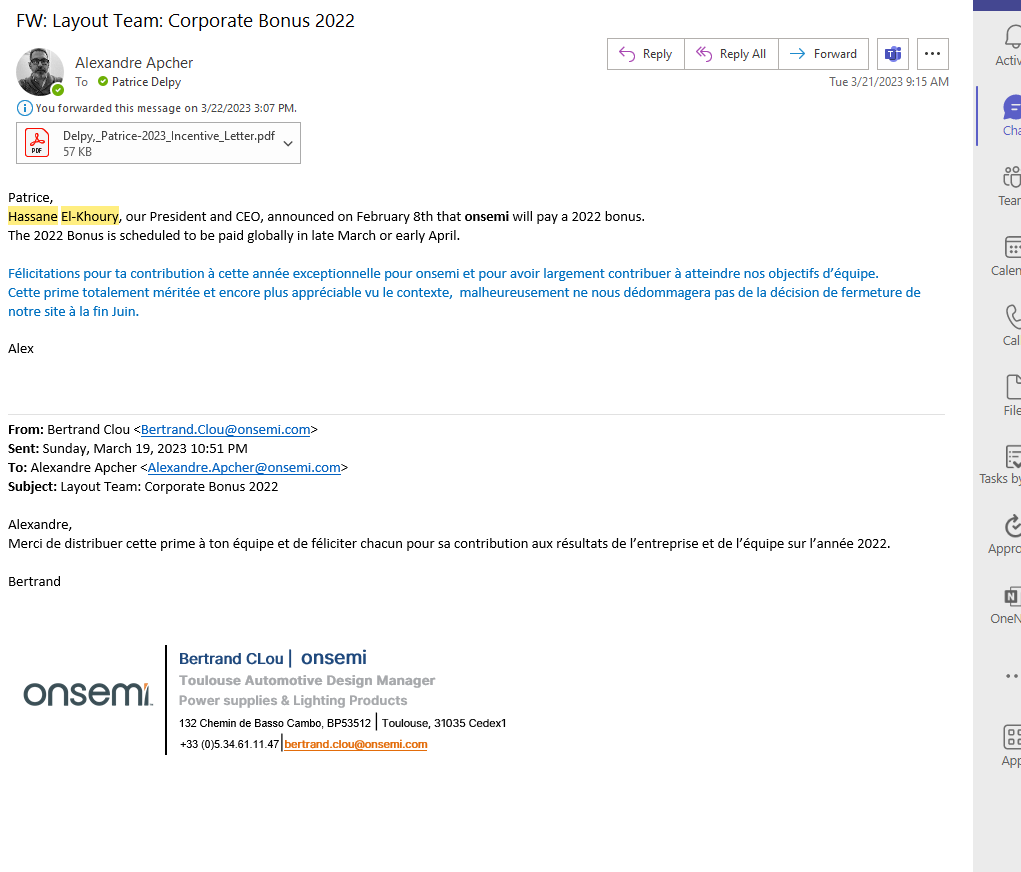 FW: Layout Team: Corporate Bonus 2022
Alexandre Apcher
To Patrice Delpy
Reply
Reply All
Forward
Tue 3/21/2023 9:15 AM
You forwarded this message on 3/22/2023 3:07 PM.
PDF
Delpy,_Patrice-2023_Incentive_Letter.pdf
57 KB
Patrice,
Hassane El-Khoury, our President and CEO, announced on February 8th that onsemi will pay a 2022 bonus.
The 2022 Bonus is scheduled to be paid globally in late March or early April.
Félicitations pour ta contribution à cette année exceptionnelle pour onsemi et pour avoir largement contribuer à atteindre nos objectifs d’équipe.
Cette prime totalement méritée et encore plus appréciable vu le contexte, malheureusement ne nous dédommagera pas de la décision de fermeture de
notre site à la fin Juin.
Alex
From: Bertrand Clou <Bertrand.Clou@onsemi.com>
Sent: Sunday, March 19, 2023 10:51 PM
To: Alexandre Apcher <Alexandre.Apcher@onsemi.com>
Subject: Layout Team: Corporate Bonus 2022
Alexandre,
Merci de distribuer cette prime à ton équipe et de féliciter chacun pour sa contribution aux résultats de l’entreprise et de l’équipe sur l’année 2022.
Bertrand
onsemi
Bertrand CLou | onsemi
Toulouse Automotive Design Manager
Power supplies & Lighting Products
132 Chemin de Basso Cambo, BP53512 | Toulouse, 31035 Cedex1
+33 (0)5.34.61.11.47 | bertrand.clou@onsemi.com
Activ
Cha
Tear
Calen
Cal
File
Tasks by
Appro
OneN
App